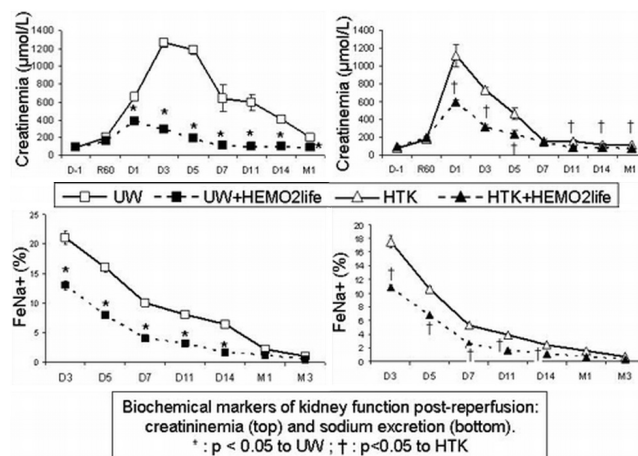 Creatinemia (µmol/L)
1400
1200
1000
800
600
400
200
0
* * * * * * *
D-1 R60 D1 D3 D5 D7 D11 D14 M1
Creatinemia (µmol/L)
1400
1200
1000
800
600
400
200
0
† † † † † †
D-1 R60 D1 D3 D5 D7 D11 D14 M1
UW UW+HEMO2life HTK HTK+HEMO2life
FeNa+ (%)
25
20
15
10
5
0
* * * * *
D3 D5 D7 D11 D14 M1 M3
FeNa+ (%)
20
18
16
14
12
10
8
6
4
2
0
† † † † †
D3 D5 D7 D11 D14 M1 M3
Biochemical markers of kidney function post-reperfusion:
creatininemia (top) and sodium excretion (bottom).
* : p < 0.05 to UW ; † : p<0.05 to HTK